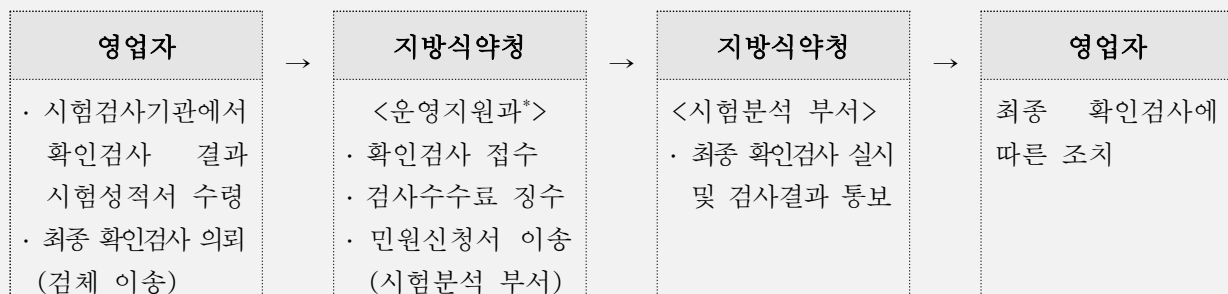 영업자
· 시험검사기관에서
확인검사 결과
시험성적서 수령
· 최종 확인검사 의뢰
(검체 이송)
→
지방식약청
<운영지원과*>
· 확인검사 접수
· 검사수수료 징수
· 민원신청서 이송
(시험분석 부서)
→
지방식약청
<시험분석 부서>
· 최종 확인검사 실시
및 검사결과 통보
→
영업자
최종 확인검사에
따른 조치